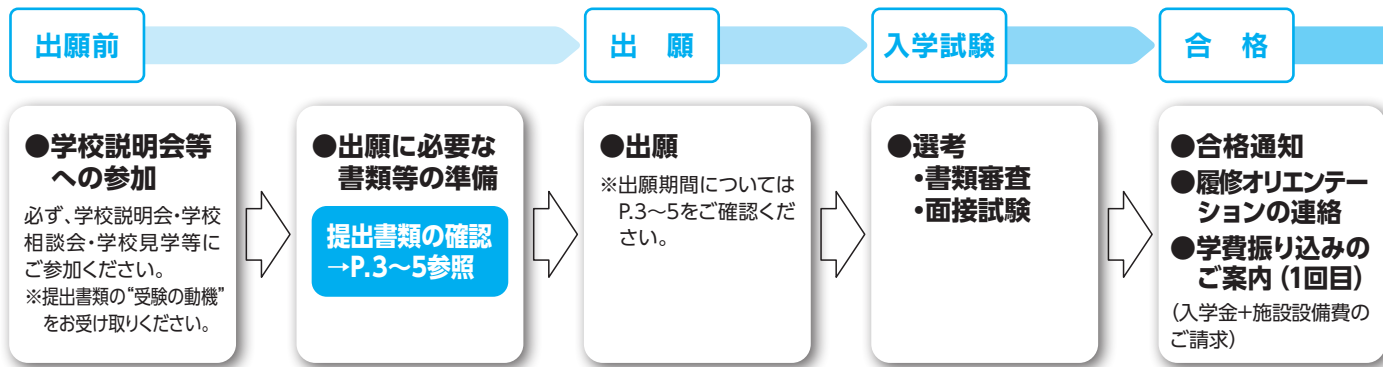 出願前
出　願
入学試験
合　格
●学校説明会等
への参加
必ず、学校説明会・学校
相談会・学校見学等に
ご参加ください。
※提出書類の“受験の動機”
をお受け取りください。
●出願に必要な
書類等の準備
提出書類の確認
→P.3〜5参照
●出願
※出願期間については
P.3〜5をご確認くだ
さい。
●選考
・書類審査
・面接試験
●合格通知
●履修オリエンテー
ションの連絡
●学費振り込みの
ご案内（1回目）
（入学金+施設設備費の
ご請求）